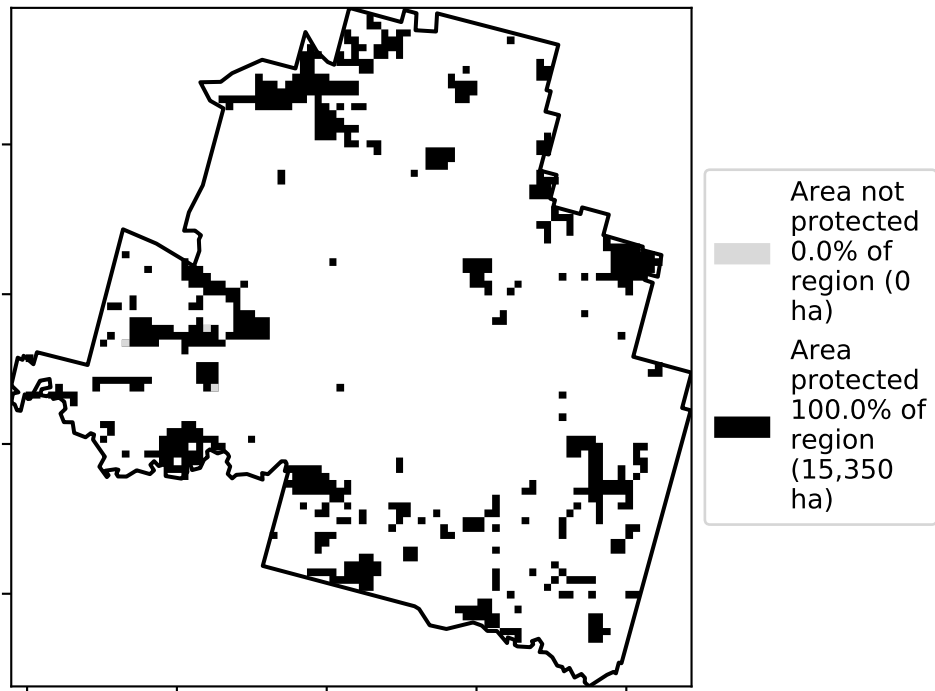 Area not
protected
0.0% of
region (0
ha)
Area
protected
100.0% of
region
(15,350
ha)